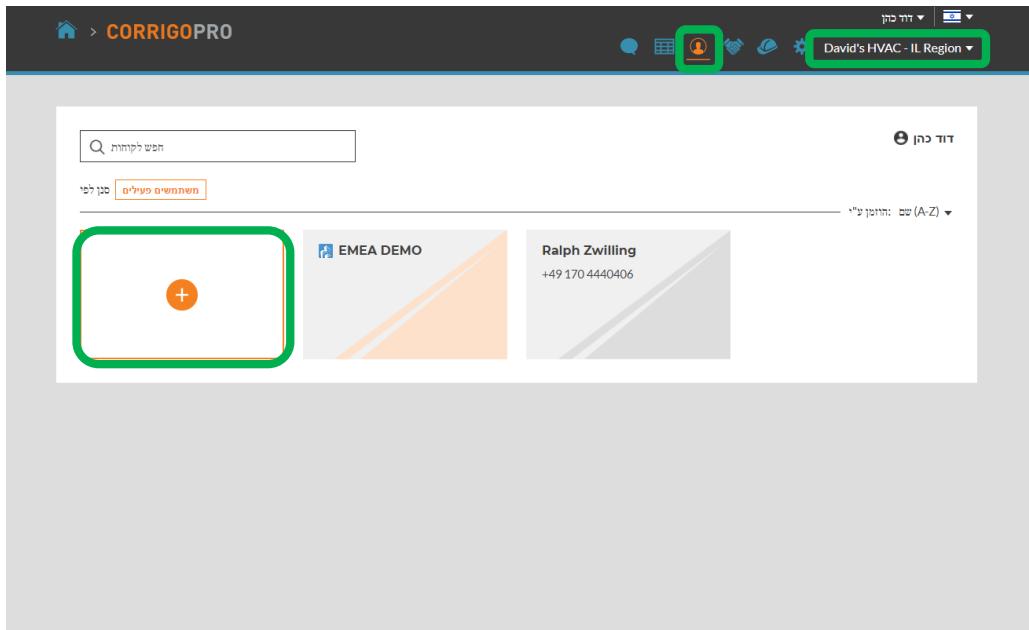 דוד כהן
> CORRIGOPRO
David's HVAC - IL Region
דוד כהן
חפש לקוחות
סנן לפי משתמשים פעילים
שם (A-Z) :הוזמן ע"י
EMEA DEMO
Ralph Zwilling
+49 170 4440406